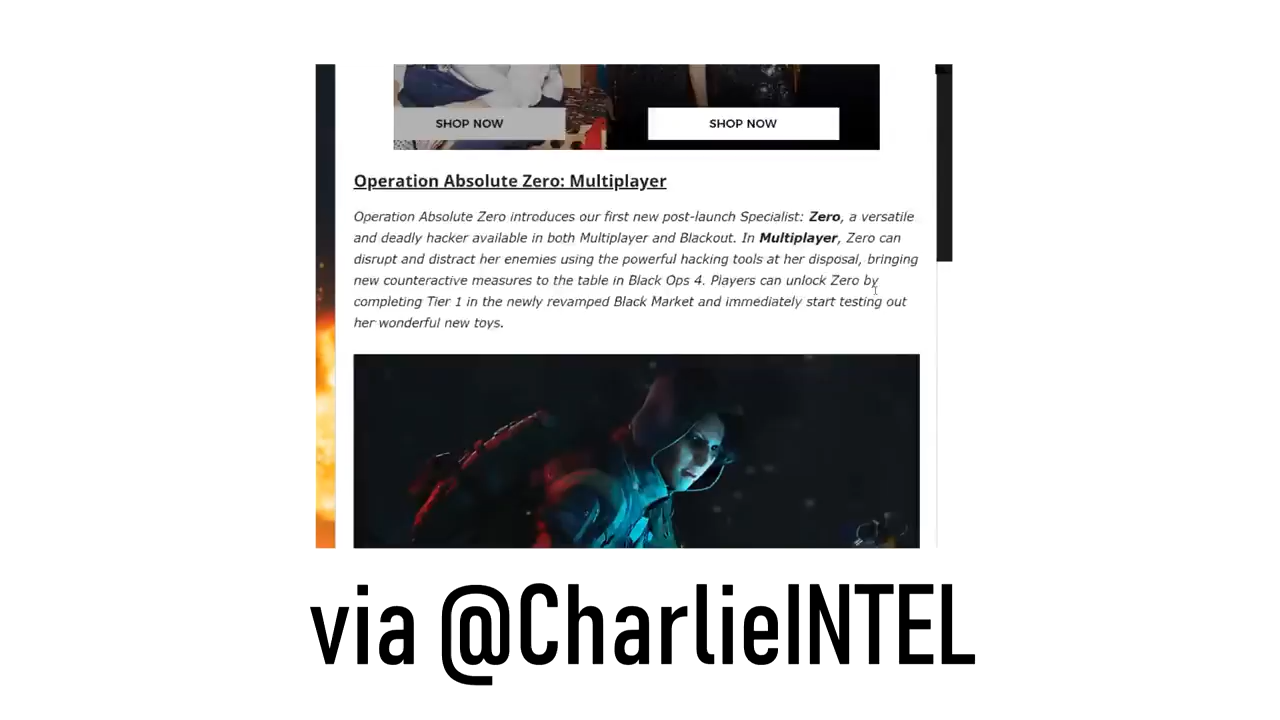 SHOP NOW
SHOP NOW
Operation Absolute Zero: Multiplayer
Operation Absolute Zero introduces our first new post-launch Specialist: Zero, a versatile
and deadly hacker available in both Multiplayer and Blackout. In Multiplayer, Zero can
disrupt and distract her enemies using the powerful hacking tools at her disposal, bringing
new counteractive measures to the table in Black Ops 4. Players can unlock Zero by
completing Tier 1 in the newly revamped Black Market and immediately start testing out
her wonderful new toys.
via @CharlieINTEL